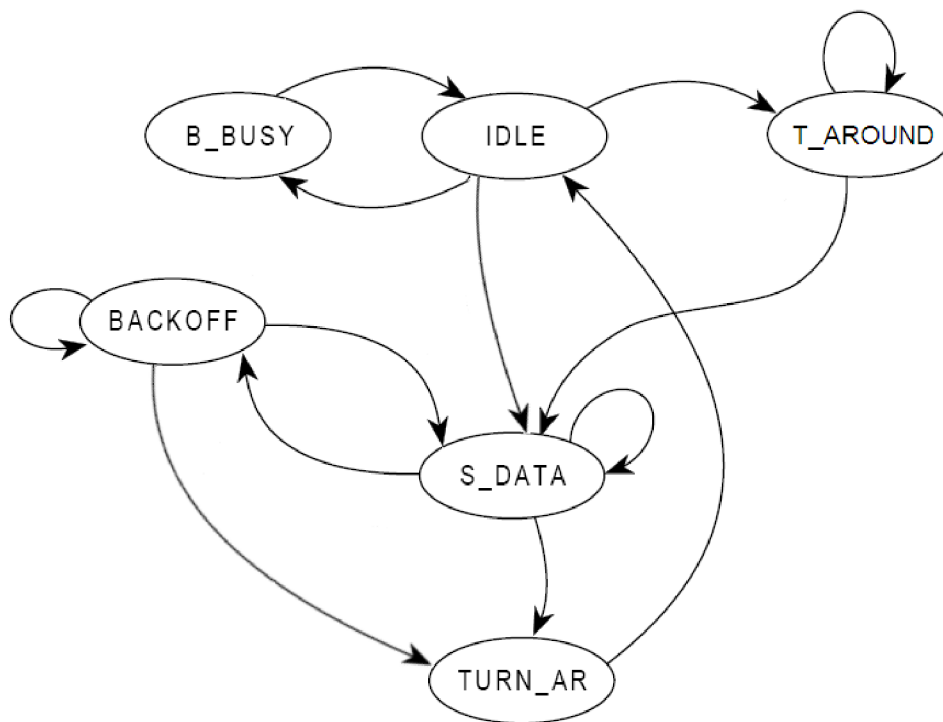 B_BUSY
IDLE
T_AROUND
BACKOFF
S_DATA
TURN_AR